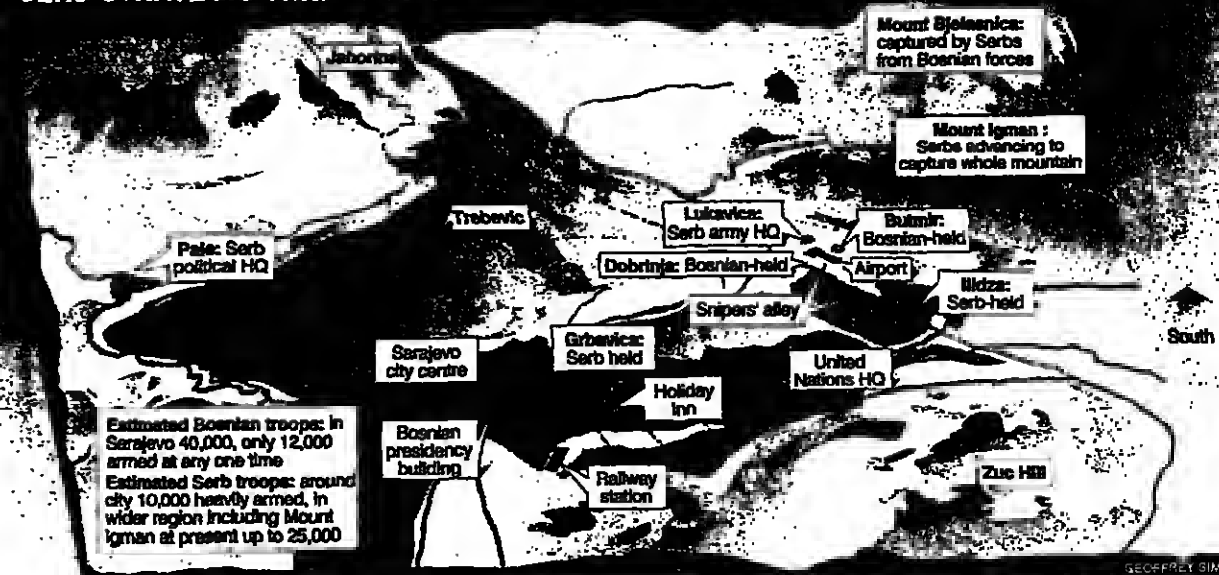 Jahorina
Mount Bjelasnica:
captured by Serbs
from Bosnian forces
Mount Igman :
Serbs advancing to
capture whole mountain
Trebevic
Lukavica:
Serb army HQ
Butmir:
Bosnian-held
Pale: Serb
political HQ
Dobrinja: Bosnian-held
Airport
Ilidza:
Serb-held
Snipers' alley
South
Sarajevo
city centre
Grbavica:
Serb held
United
Nations HQ
Holiday
Inn
Estimated Bosnian troops: in
Sarajevo 40,000, only 12,000
armed at any one time
Estimated Serb troops: around
city 10,000 heavily armed, in
wider region including Mount
Igman at present up to 25,000
Bosnian
presidency
building
Railway
station
Zuc Hill
GEOFFREY SIM